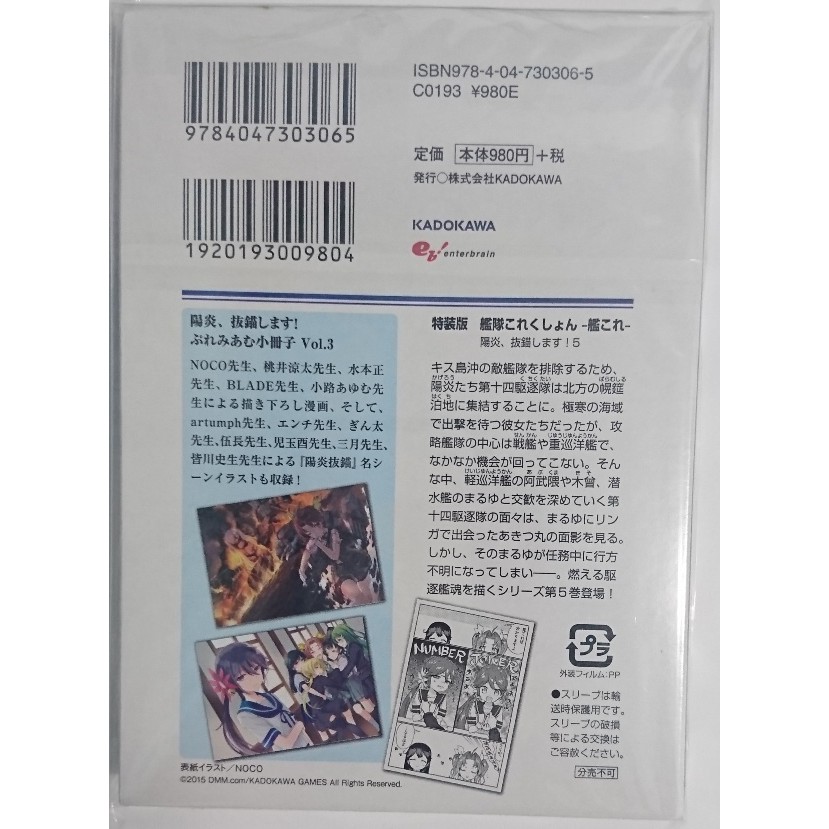 ISBN978-4-04-730306-5
C0193 ¥980E
9784047303065
定価 本体980円+税
発行○株式会社KADOKAWA
1920193009804
KADOKAWA
eb! enterbrain
陽炎、抜錨します!
ぷれみあむ小冊子 Vol.3
NOCO先生、桃井涼太先生、水本正
先生、BLADE先生、小路あゆむ先
生による描き下ろし漫画、そして、
artumph先生、エンチ先生、ぎん太
先生、伍長先生、児玉酉先生、三月先生、
皆川史生先生による『陽炎抜錨』名シ
ーンイラストも収録!
特装版 艦隊これくしょん -艦これ-
陽炎、抜錨します!5
キス島沖の敵艦隊を排除するため、
陽炎たち第十四駆逐隊は北方の幌筵
泊地に集結することに。極寒の海域
で出撃を待つ彼女たちだったが、攻
略艦隊の中心は戦艦や重巡洋艦で、
なかなか機会が回ってこない。そん
な中、軽巡洋艦の阿武隈や木曾、潜
水艦のまるゆと交歓を深めていく第
十四駆逐隊の面々は、まるゆにリン
ガで出会ったあきつ丸の面影を見る。
しかし、そのまるゆが任務中に行方
不明になってしまい――。燃える駆
逐艦魂を描くシリーズ第5巻登場!
NUMBER
JOKER
プラ
外装フィルム:PP
●スリーブは輸
送時保護用です。
スリーブの破損
等による交換は
ご容赦ください。
分売不可
表紙イラスト/NOCO
©2015 DMM.com/KADOKAWA GAMES All Rights Reserved.